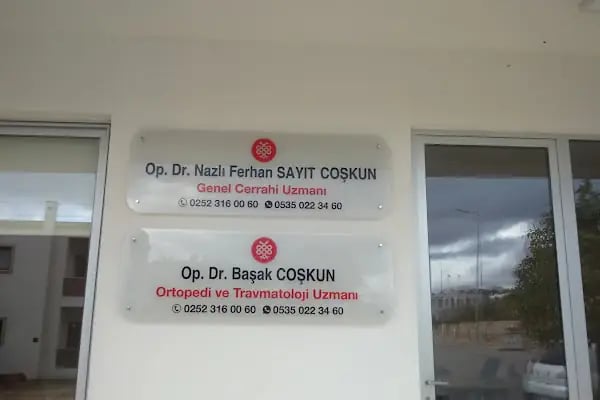 Op. Dr. Nazlı Ferhan SAYIT COŞKUN
Genel Cerrahi Uzmanı
0252 316 00 60 0535 022 34 60
Op. Dr. Başak COŞKUN
Ortopedi ve Travmatoloji Uzmanı
0252 316 00 60 0535 022 34 60